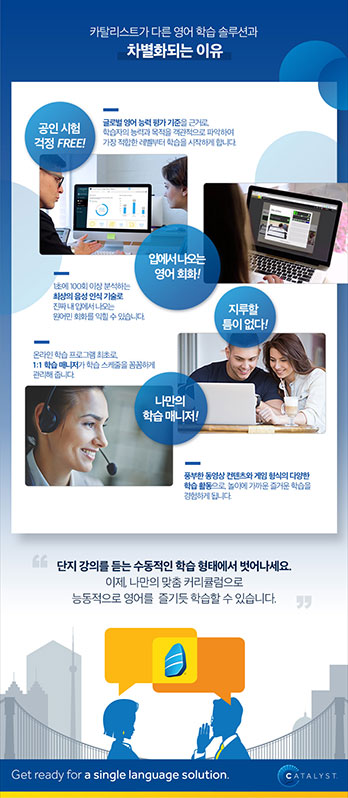 카탈리스트가 다른 영어 학습 솔루션과
차별화되는 이유
공인 시험
걱정 FREE!
글로벌 영어 능력 평가 기준을 근거로,
학습자의 능력과 목적을 객관적으로 파악하여
가장 적합한 레벨부터 학습을 시작하게 합니다.
입에서 나오는
영어 회화!
1초에 100회 이상 분석하는
최상의 음성 인식 기술로
진짜 내 입에서 나오는
원어민 회화를 익힐 수 있습니다.
지루할
틈이 없다!
온라인 학습 프로그램 최초로,
1:1 학습 매니저가 학습 스케줄을 꼼꼼하게
관리해 줍니다.
나만의
학습 매니저!
풍부한 동영상 컨텐츠와 게임 형식의 다양한
학습 활동으로, 놀이에 가까운 즐거운 학습을
경험하게 됩니다.
“ 단지 강의를 듣는 수동적인 학습 형태에서 벗어나세요.
이제, 나만의 맞춤 커리큘럼으로
능동적으로 영어를 즐기듯 학습할 수 있습니다. ”
Get ready for a single language solution.
CATALYST